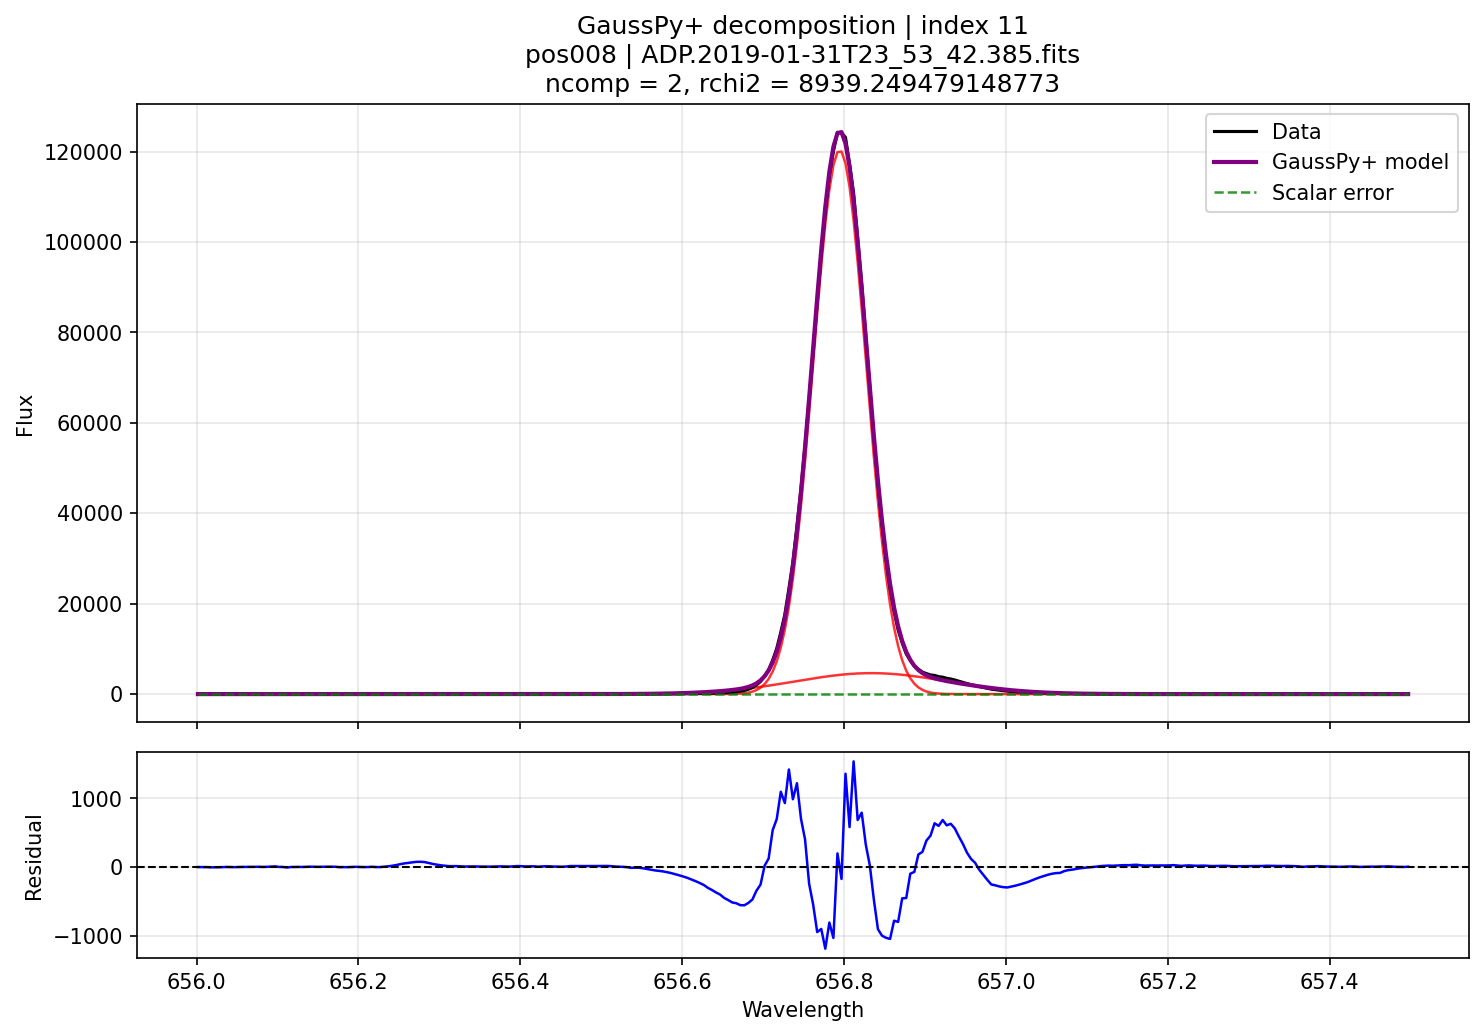 GaussPy+ decomposition | index 11
pos008 | ADP.2019-01-31T23_53_42.385.fits
ncomp = 2, rchi2 = 8939.249479148773
Data
GaussPy+ model
Scalar error
120000
100000
80000
60000
40000
20000
0
Flux
1000
0
−1000
Residual
656.0
656.2
656.4
656.6
656.8
657.0
657.2
657.4
Wavelength